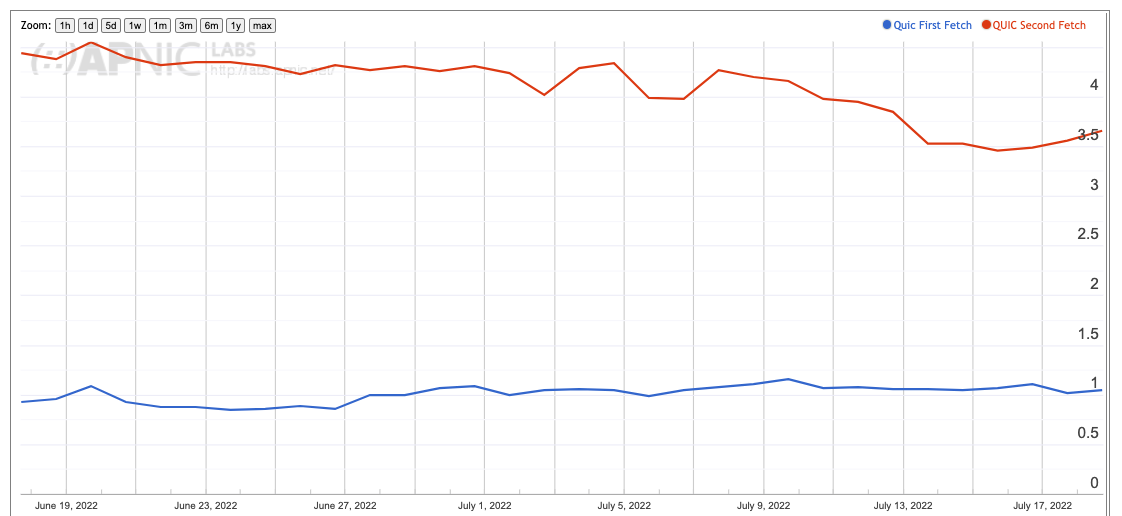 Zoom: 1h 1d 5d 1w 1m 3m 6m 1y max
Quic First Fetch QUIC Second Fetch
(::) APNIC LABS
4
3.5
3
2.5
2
1.5
1
0.5
0
June 19, 2022 June 23, 2022 June 27, 2022 July 1, 2022 July 5, 2022 July 9, 2022 July 13, 2022 July 17, 2022